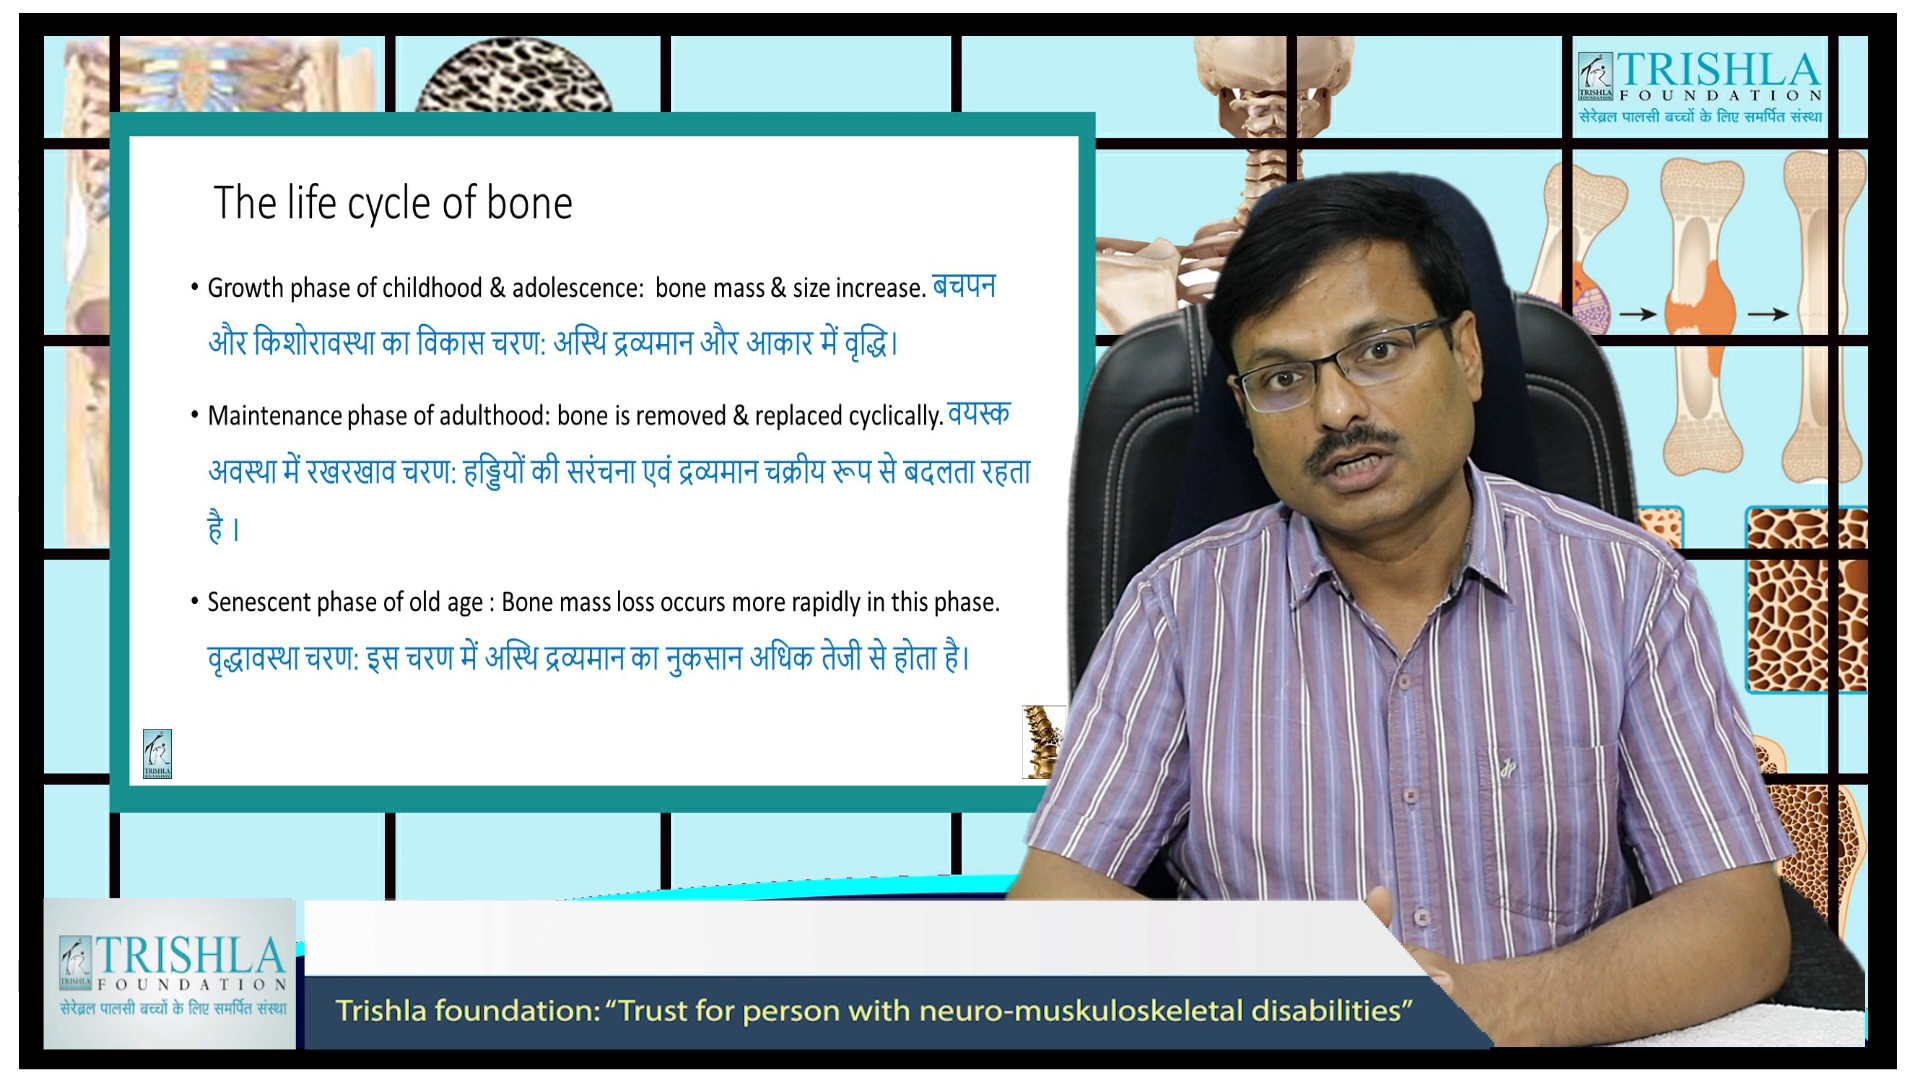 TRISHLA
FOUNDATION
सेरेब्रल पालसी बच्चों के लिए समर्पित संस्था
The life cycle of bone
• Growth phase of childhood & adolescence: bone mass & size increase. बचपन
और किशोरावस्था का विकास चरण: अस्थि द्रव्यमान और आकार में वृद्धि।
• Maintenance phase of adulthood: bone is removed & replaced cyclically. वयस्क
अवस्था में रखरखाव चरण: हड्डियों की सरंचना एवं द्रव्यमान चक्रीय रूप से बदलता रहता
है ।
• Senescent phase of old age : Bone mass loss occurs more rapidly in this phase.
वृद्धावस्था चरण: इस चरण में अस्थि द्रव्यमान का नुकसान अधिक तेजी से होता है।
TRISHLA
TRISHLA
FOUNDATION
सेरेब्रल पालसी बच्चों के लिए समर्पित संस्था
Trishla foundation: “Trust for person with neuro-muskuloskeletal disabilities”